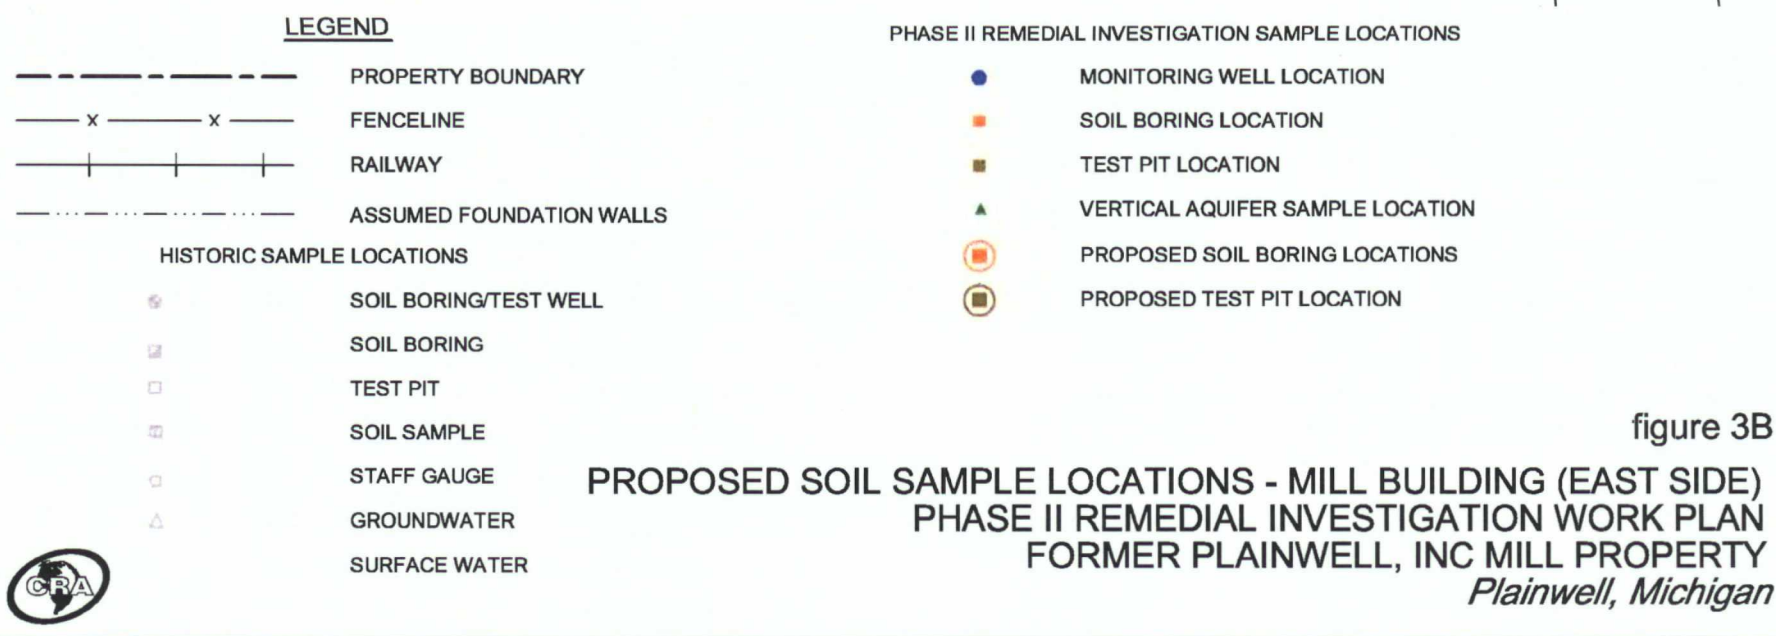 LEGEND
PROPERTY BOUNDARY
x x FENCELINE
RAILWAY
ASSUMED FOUNDATION WALLS
HISTORIC SAMPLE LOCATIONS
SOIL BORING/TEST WELL
SOIL BORING
TEST PIT
SOIL SAMPLE
STAFF GAUGE
GROUNDWATER
SURFACE WATER
PHASE II REMEDIAL INVESTIGATION SAMPLE LOCATIONS
MONITORING WELL LOCATION
SOIL BORING LOCATION
TEST PIT LOCATION
VERTICAL AQUIFER SAMPLE LOCATION
PROPOSED SOIL BORING LOCATIONS
PROPOSED TEST PIT LOCATION
figure 3B
PROPOSED SOIL SAMPLE LOCATIONS - MILL BUILDING (EAST SIDE)
PHASE II REMEDIAL INVESTIGATION WORK PLAN
FORMER PLAINWELL, INC MILL PROPERTY
Plainwell, Michigan
CRA